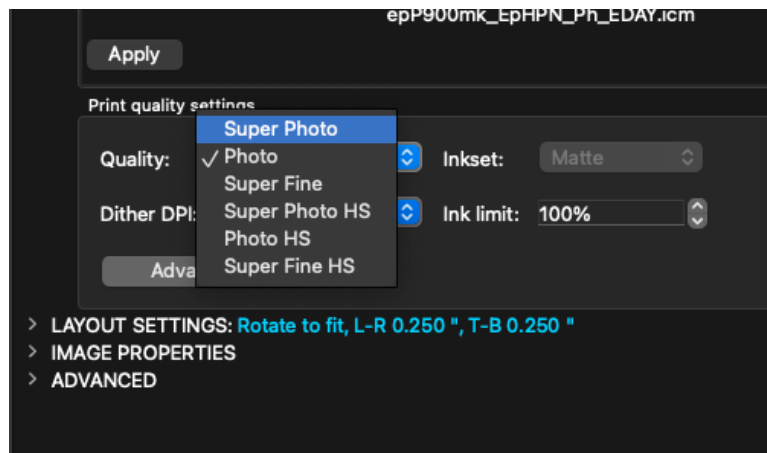 epP900mk_EpHPN_Ph_EDAY.icm
Apply
Print quality settings
Super Photo
Quality: ✓ Photo Inkset: Matte
Super Fine
Dither DPI: Super Photo HS Ink limit: 100%
Photo HS
Adva Super Fine HS
> LAYOUT SETTINGS: Rotate to fit, L-R 0.250 ", T-B 0.250 "
> IMAGE PROPERTIES
> ADVANCED